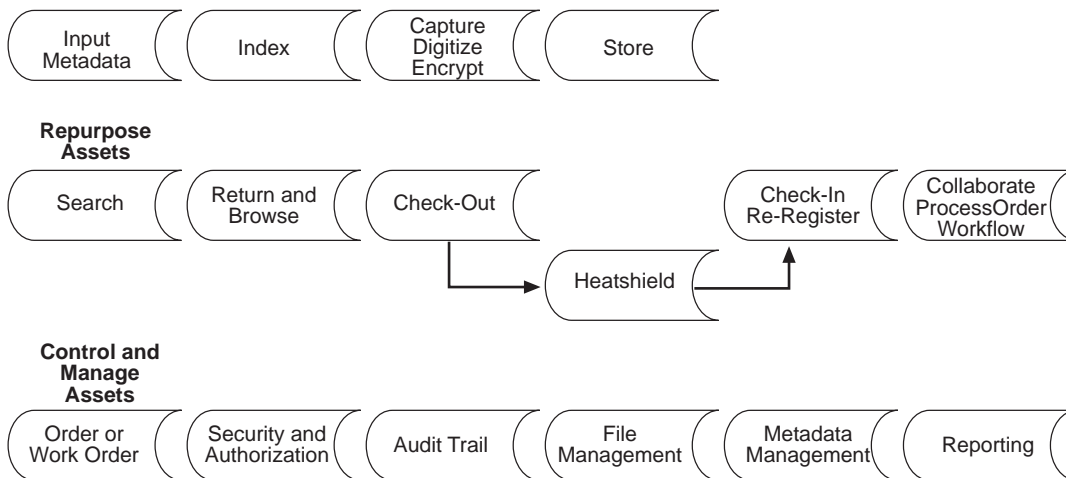 Input
Metadata
Index
Capture
Digitize
Encrypt
Store
Repurpose
Assets
Search
Return and
Browse
Check-Out
Check-In
Re-Register
Collaborate
ProcessOrder
Workflow
Heatshield
Control and
Manage
Assets
Order or
Work Order
Security and
Authorization
Audit Trail
File
Management
Metadata
Management
Reporting